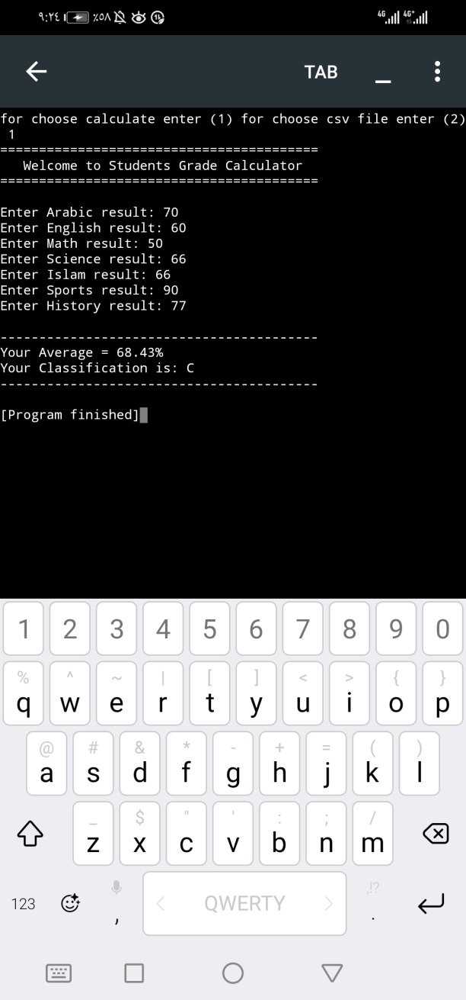 ٩:٢٤ ٪٥٨ 4G 4G+
TAB
for choose calculate enter (1) for choose csv file enter (2)
1
=========================================
Welcome to Students Grade Calculator
=========================================
Enter Arabic result: 70
Enter English result: 60
Enter Math result: 50
Enter Science result: 66
Enter Islam result: 66
Enter Sports result: 90
Enter History result: 77
-----------------------------------------
Your Average = 68.43%
Your Classification is: C
-----------------------------------------
[Program finished]
1 2 3 4 5 6 7 8 9 0
% ^ ~ | [ ] < > { }
q w e r t y u i o p
@ # & * - + = ( )
a s d f g h j k l
_ $ " ' : ; /
z x c v b n m
,!?
123 , < QWERTY > .